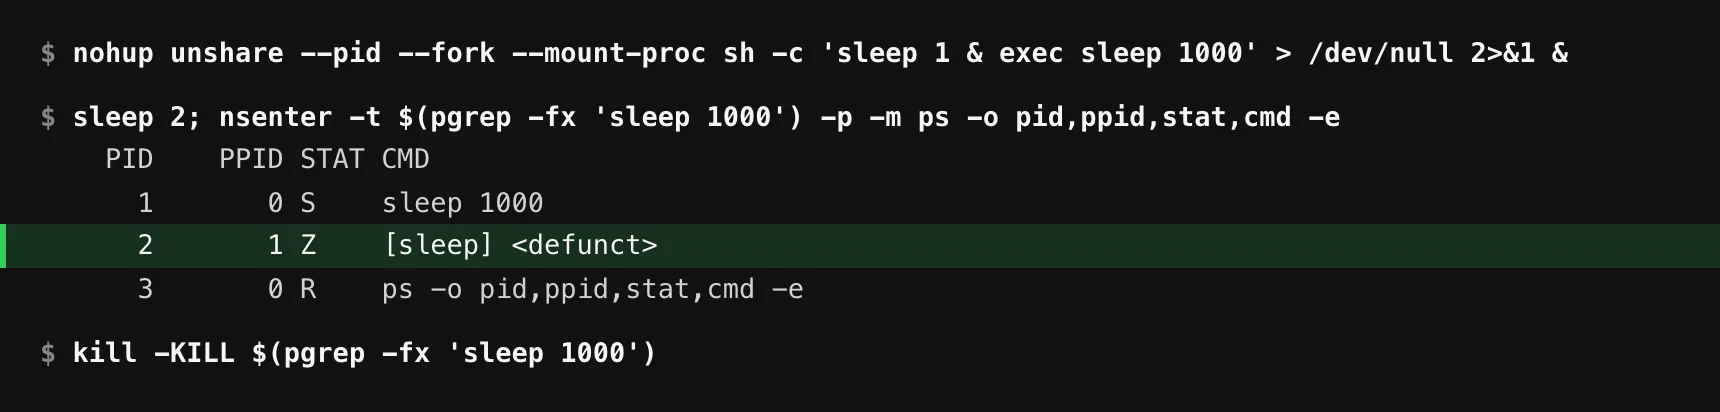 $ nohup unshare --pid --fork --mount-proc sh -c 'sleep 1 & exec sleep 1000' > /dev/null 2>&1 &
$ sleep 2; nsenter -t $(pgrep -fx 'sleep 1000') -p -m ps -o pid,ppid,stat,cmd -e
    PID    PPID STAT CMD
      1       0 S    sleep 1000
      2       1 Z    [sleep] <defunct>
      3       0 R    ps -o pid,ppid,stat,cmd -e
$ kill -KILL $(pgrep -fx 'sleep 1000')